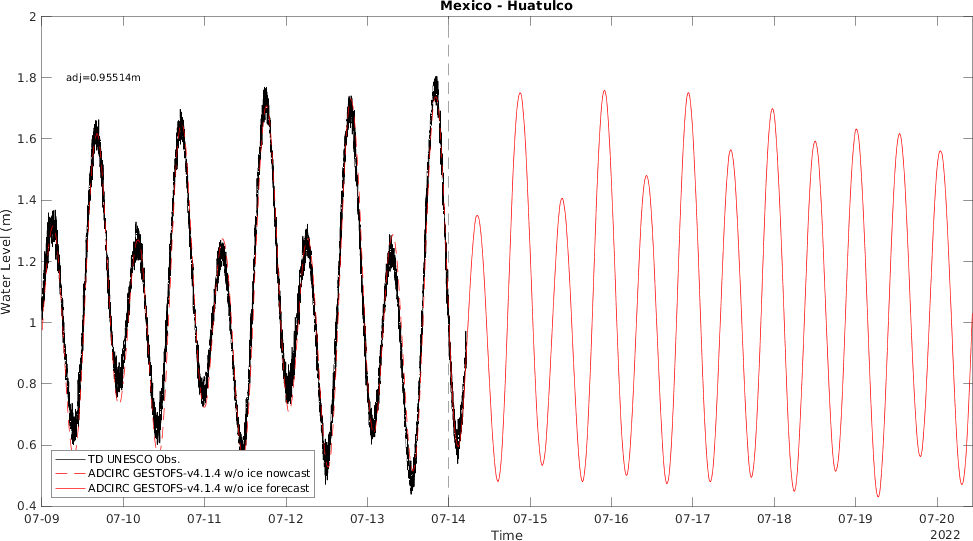 Mexico - Huatulco
2
1.8
adj=0.95514m
1.6
1.4
1.2
1
0.8
0.6
0.4
Water Level (m)
TD UNESCO Obs.
ADCIRC GESTOFS-v4.1.4 w/o ice nowcast
ADCIRC GESTOFS-v4.1.4 w/o ice forecast
07-09 07-10 07-11 07-12 07-13 07-14 07-15 07-16 07-17 07-18 07-19 07-20
Time
2022